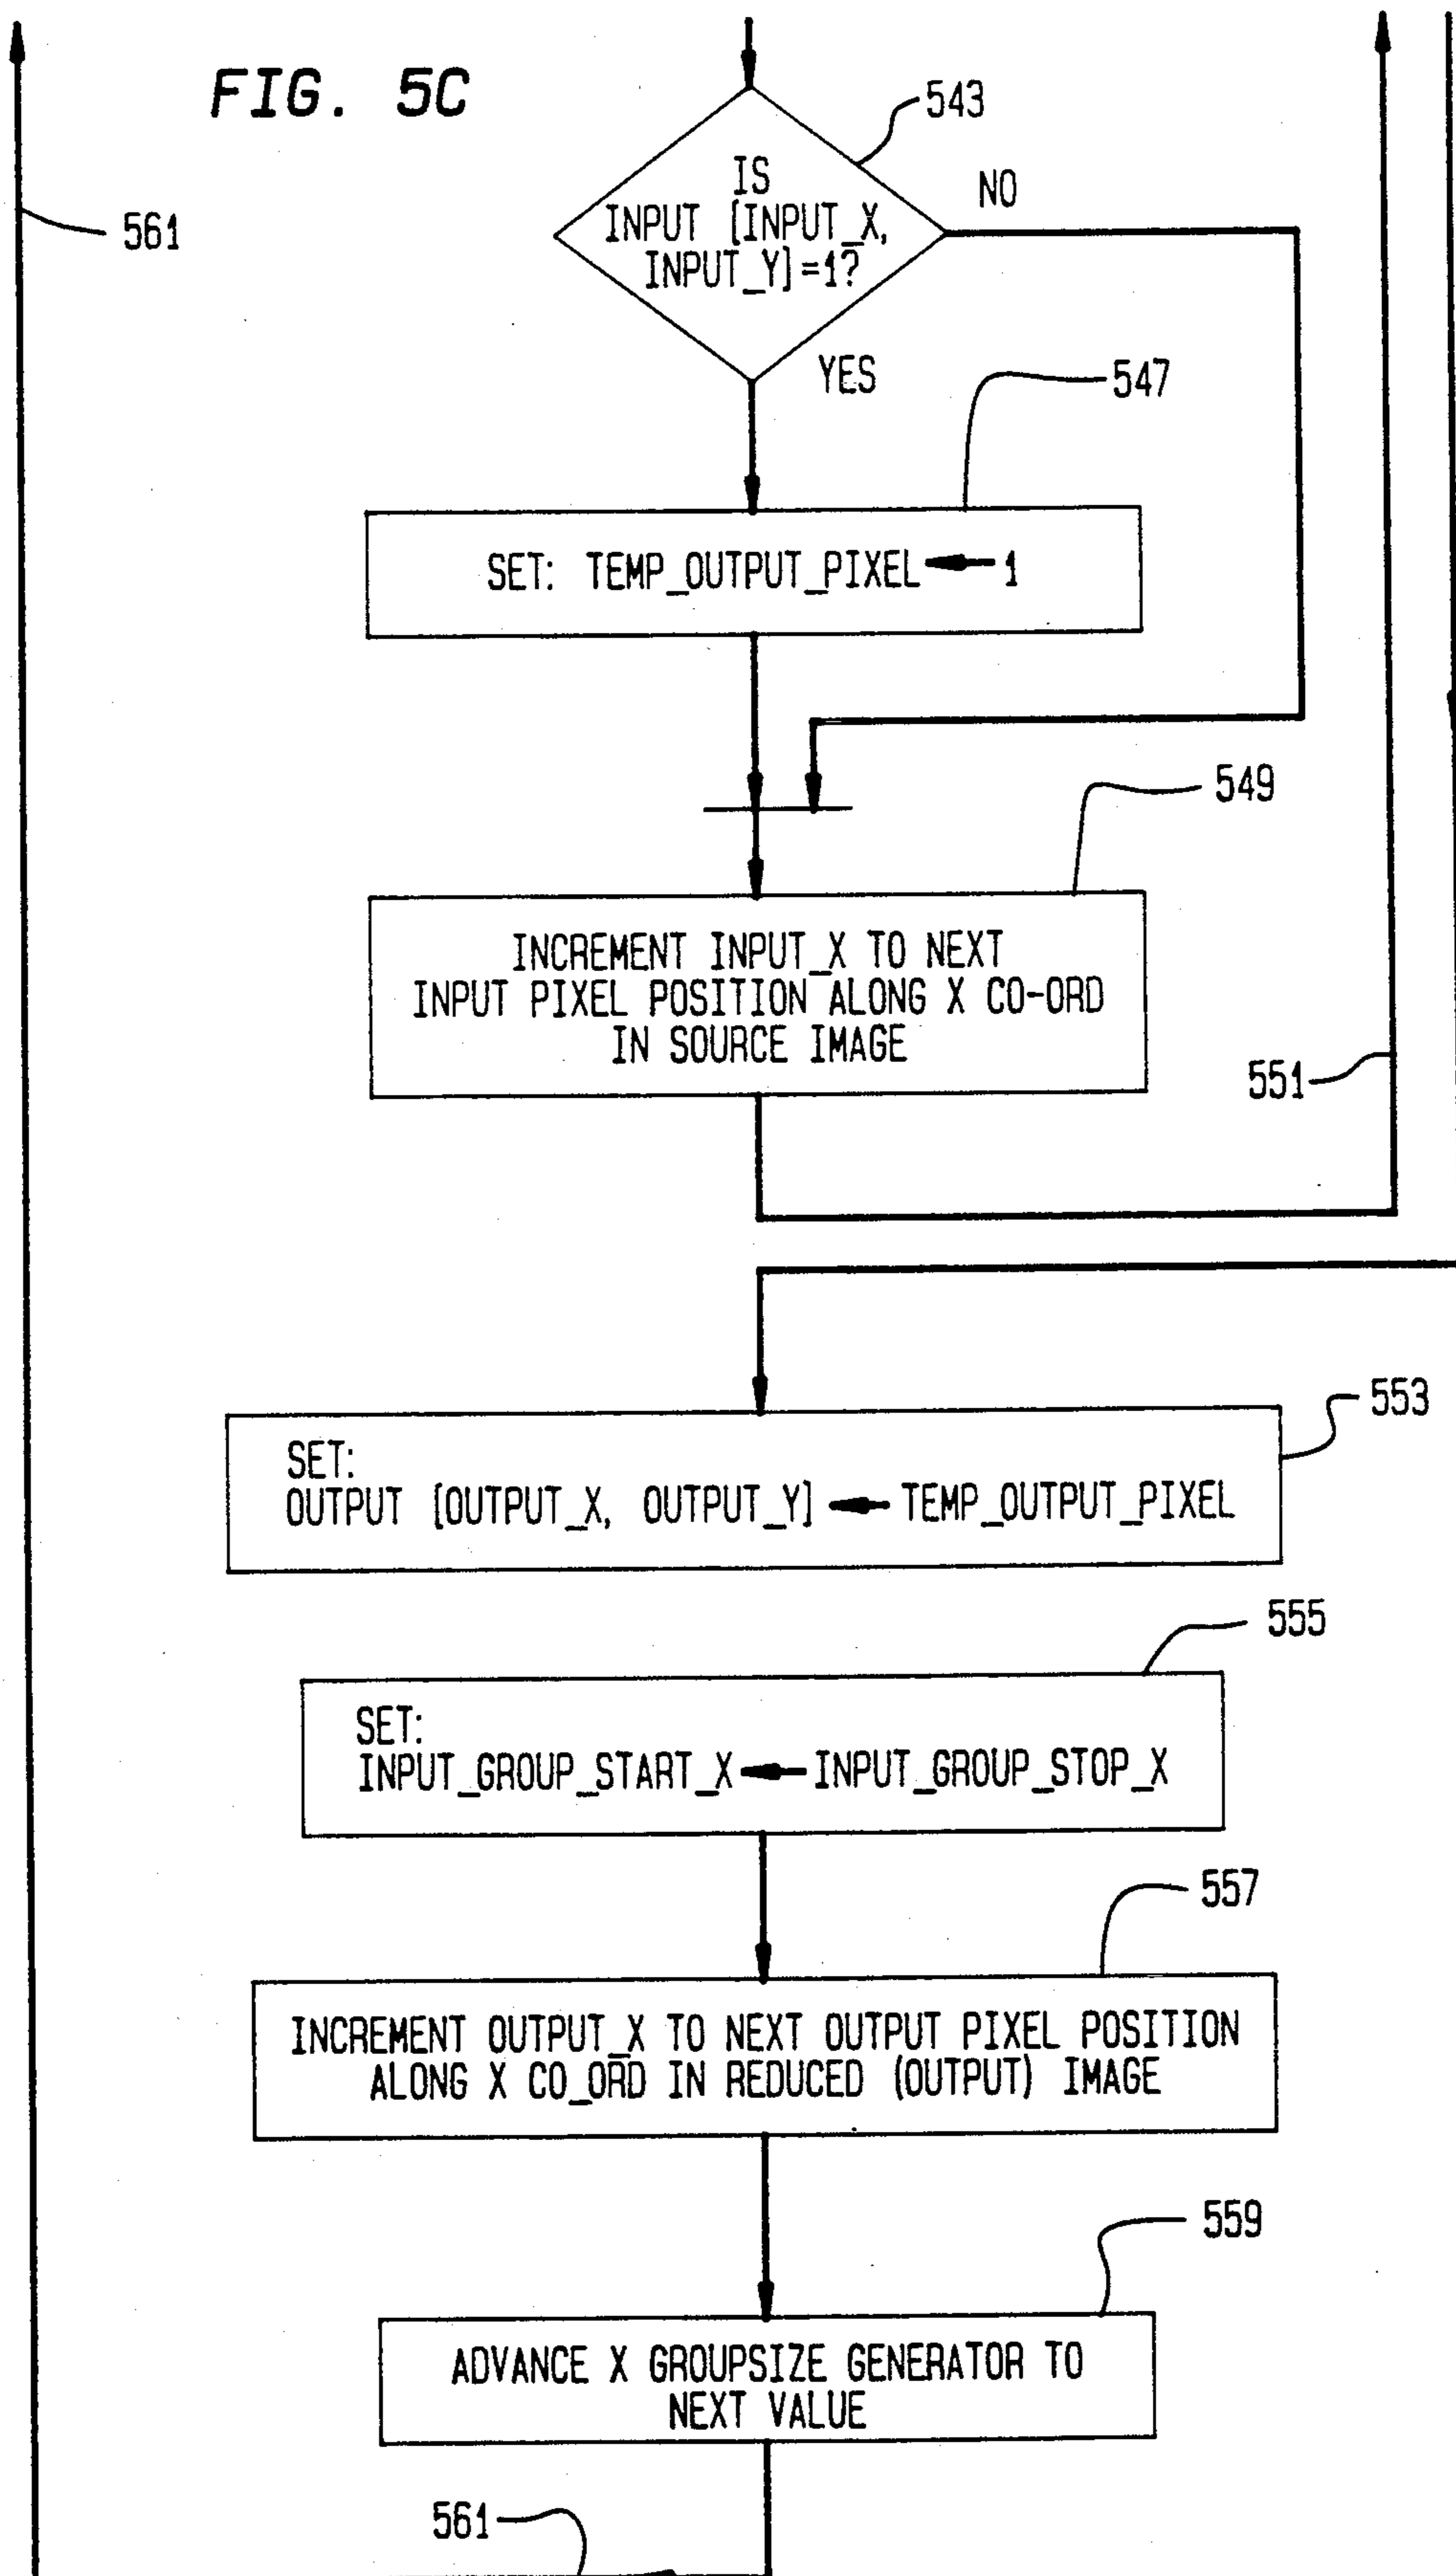 FIG. 5C
543
IS
INPUT [INPUT_X,
INPUT_Y]=1?
NO
561
YES
547
SET: TEMP_OUTPUT_PIXEL ← 1
549
INCREMENT INPUT_X TO NEXT
INPUT PIXEL POSITION ALONG X CO-ORD
IN SOURCE IMAGE
551
553
SET:
OUTPUT [OUTPUT_X, OUTPUT_Y] ← TEMP_OUTPUT_PIXEL
555
SET:
INPUT_GROUP_START_X ← INPUT_GROUP_STOP_X
557
INCREMENT OUTPUT_X TO NEXT OUTPUT PIXEL POSITION
ALONG X CO_ORD IN REDUCED (OUTPUT) IMAGE
559
ADVANCE X GROUPSIZE GENERATOR TO
NEXT VALUE
561